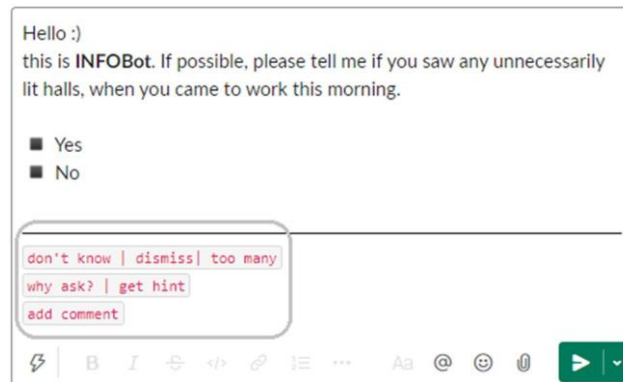 Hello :)
this is INFOBot. If possible, please tell me if you saw any unnecessarily
lit halls, when you came to work this morning.
Yes
No
don't know | dismiss| too many
why ask? | get hint
add comment
B I S </> Aa @